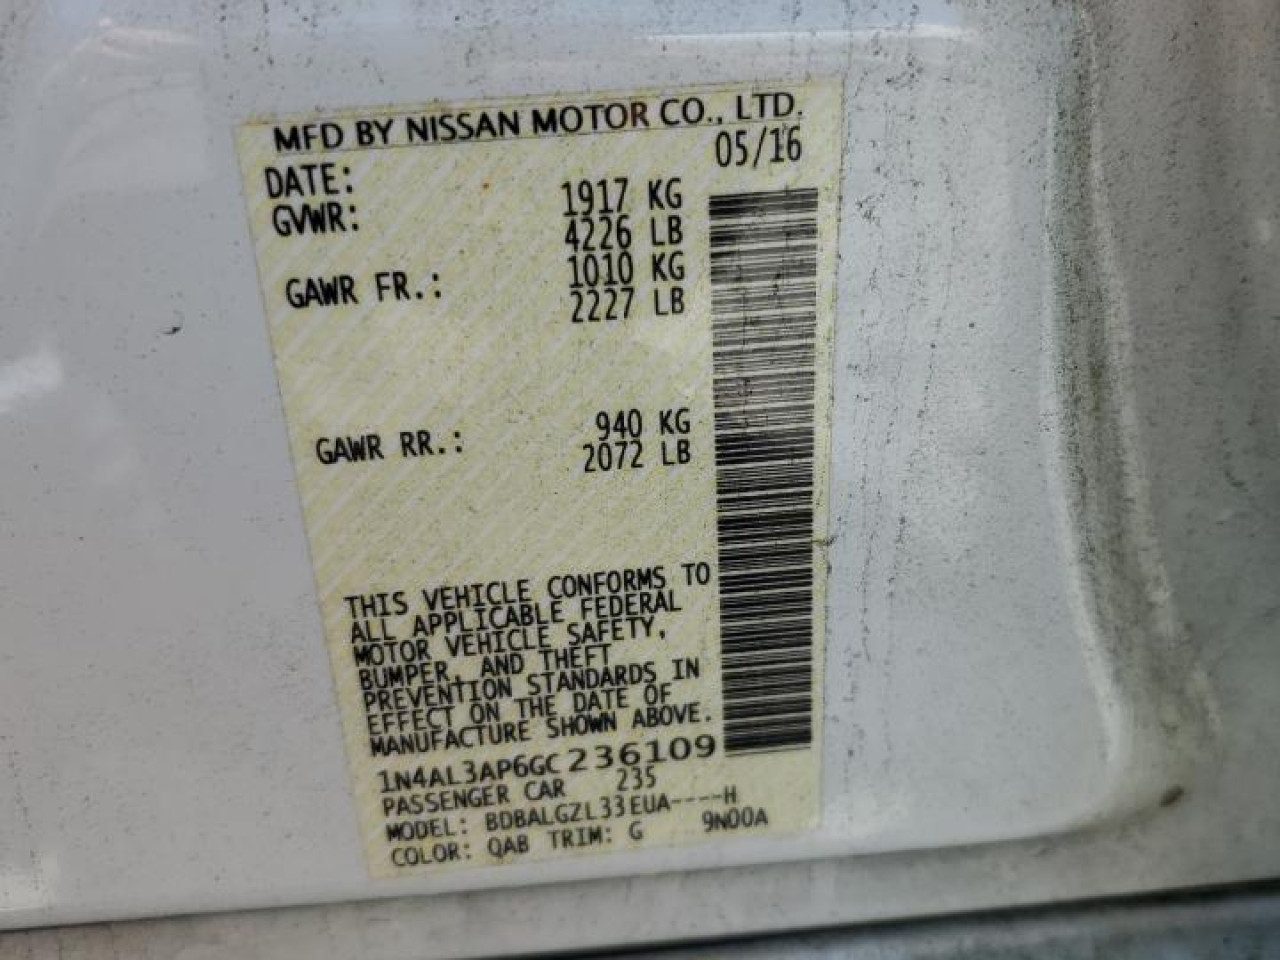 MFD BY NISSAN MOTOR CO., LTD.
DATE: 05/16
GVWR: 1917 KG
4226 LB
GAWR FR.: 1010 KG
2227 LB
GAWR RR.: 940 KG
2072 LB
THIS VEHICLE CONFORMS TO
ALL APPLICABLE FEDERAL
MOTOR VEHICLE SAFETY,
BUMPER, AND THEFT
PREVENTION STANDARDS IN
EFFECT ON THE DATE OF
MANUFACTURE SHOWN ABOVE.
1N4AL3AP6GC236109
PASSENGER CAR 235
MODEL: BDBALGZL33EUA----H
COLOR: QAB TRIM: G 9N00A